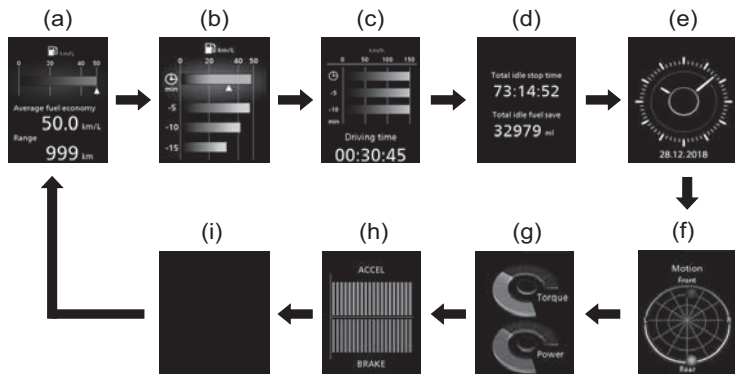 (a)
km/L
0 20 50
Average fuel economy
50.0 km/L
Range
999 km
(b)
km/L
0 20 40 50
min
-5
-10
-15
(c)
km/h
0 50 100 150
-5
-10
min
Driving time
00:30:45
(d)
Total idle stop time
73:14:52
Total idle fuel save
32979 ml
(e)
28.12.2018
(f)
Motion
Front
Rear
(g)
Torque
Power
(h)
ACCEL
BRAKE
(i)